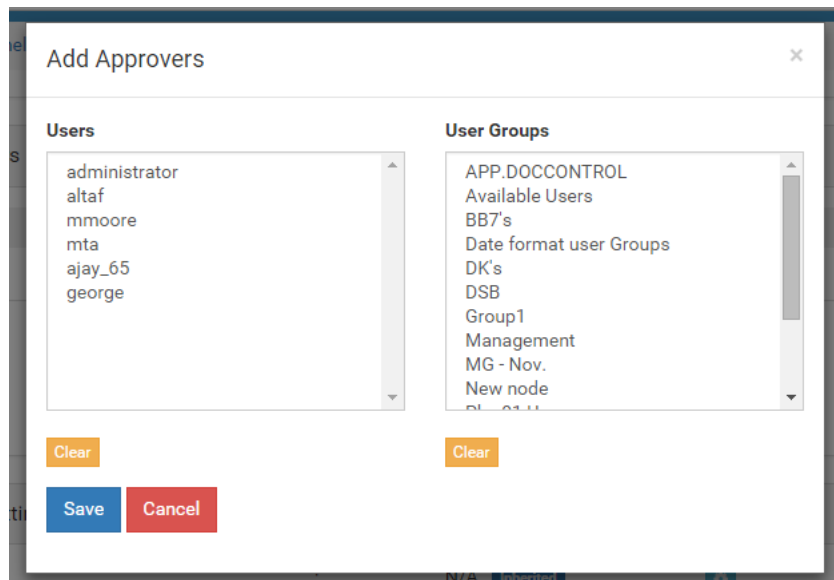 Add Approvers
×
Users
administrator
altaf
mmoore
mta
ajay_65
george
Clear
User Groups
APP.DOCCONTROL
Available Users
BB7's
Date format user Groups
DK's
DSB
Group1
Management
MG - Nov.
New node
Clear
Save
Cancel
N/A
Inherited